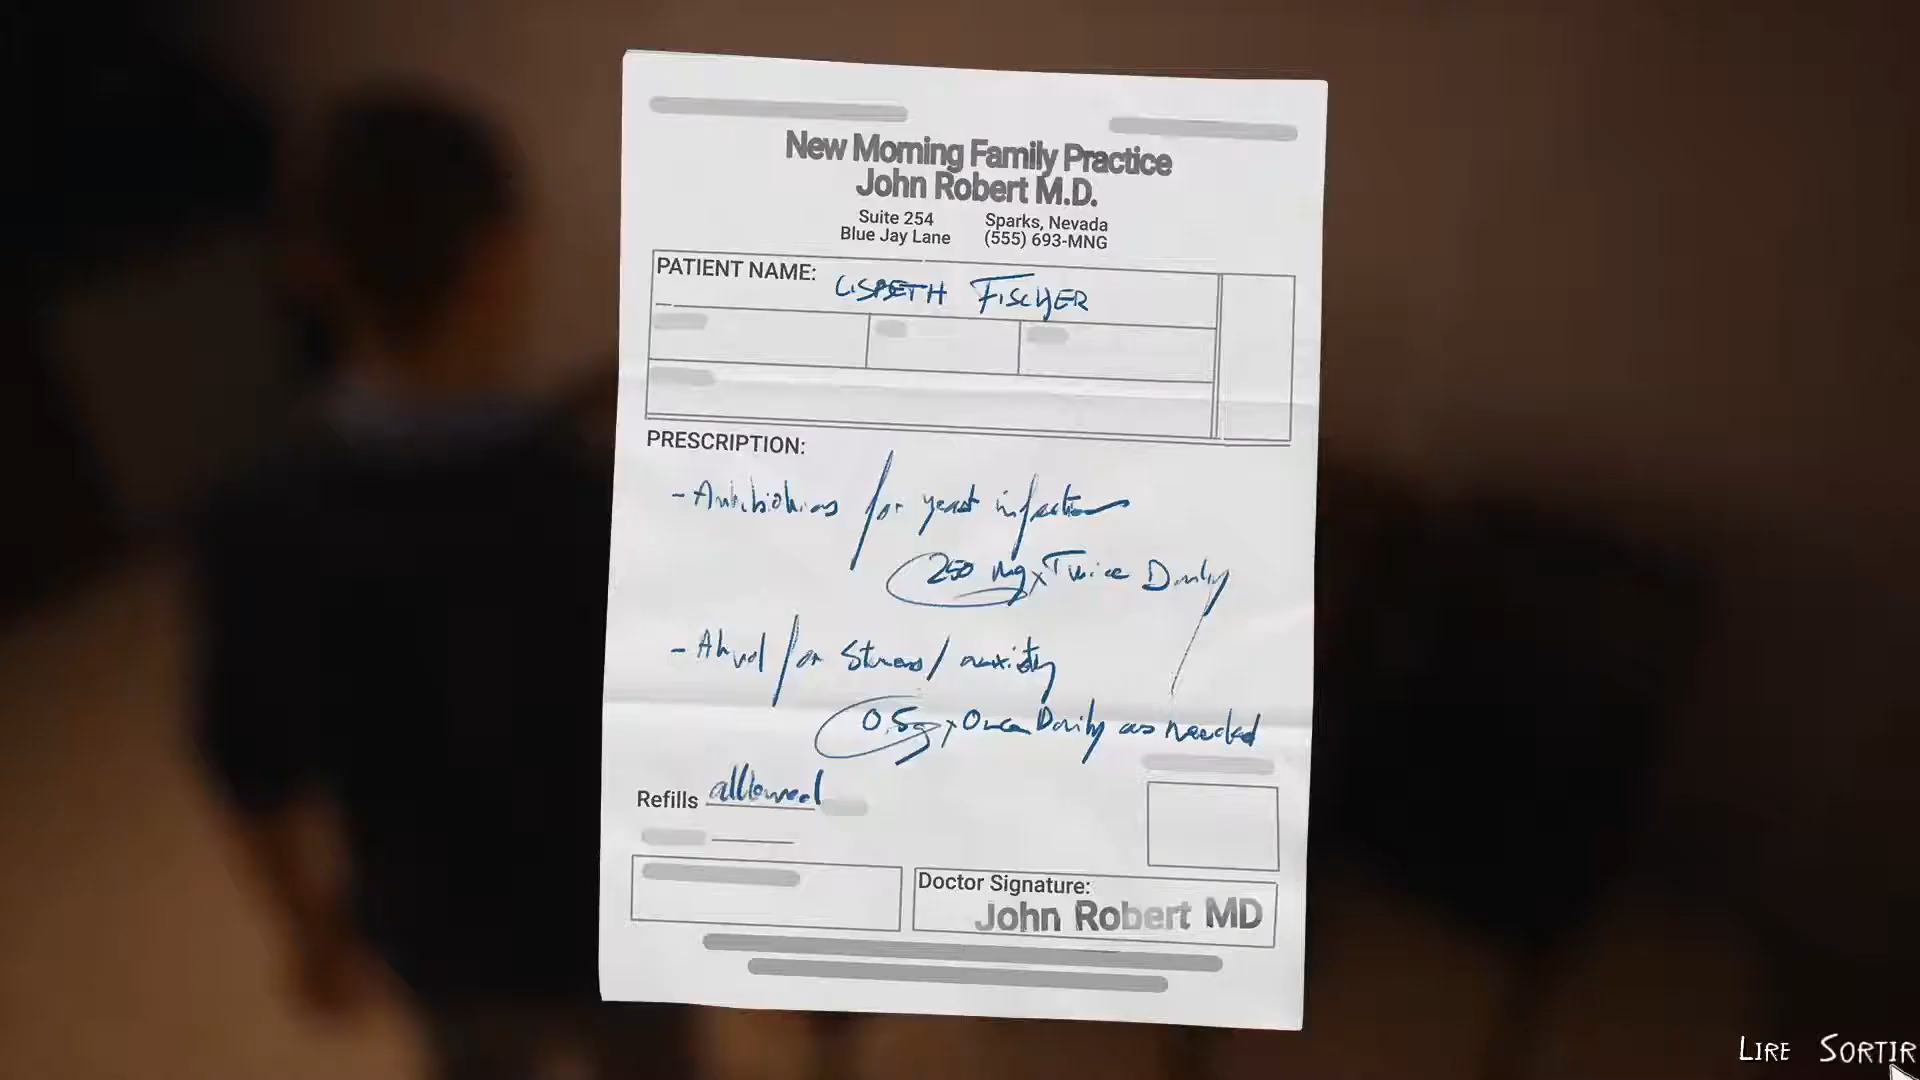 New Morning Family Practice
John Robert M.D.
Suite 254 Sparks, Nevada
Blue Jay Lane (555) 693-MNG
PATIENT NAME: LISBETH FISCHER
PRESCRIPTION:
- Antibiotics for yeast infection
250 mg x Twice Daily
- for Stress / anxiety
0,5g x Once Daily as needed
Refills allowed
Doctor Signature:
John Robert MD
LIRE SORTIR